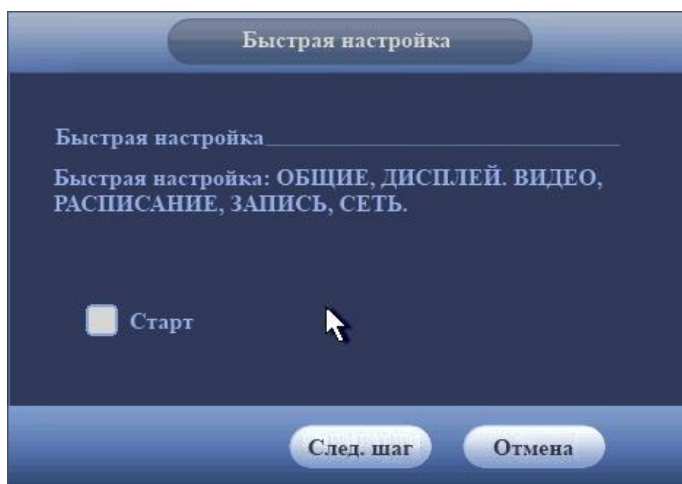 Быстрая настройка
Быстрая настройка
Быстрая настройка: ОБЩИЕ, ДИСПЛЕЙ. ВИДЕО,
РАСПИСАНИЕ, ЗАПИСЬ, СЕТЬ.
Старт
След. шаг Отмена